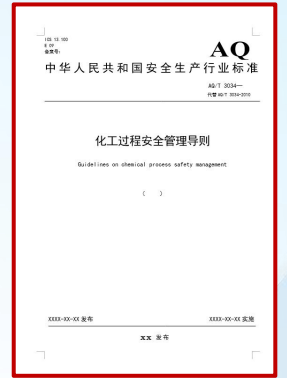 ICS 13.100
E 09
备案号:
AQ
中华人民共和国安全生产行业标准
AQ/T 3034—
代替 AQ/T 3034-2010
化工过程安全管理导则
Guidelines on chemical process safety management
( )
XXXX-XX-XX 发布
XXXX-XX-XX 实施
XX 发布